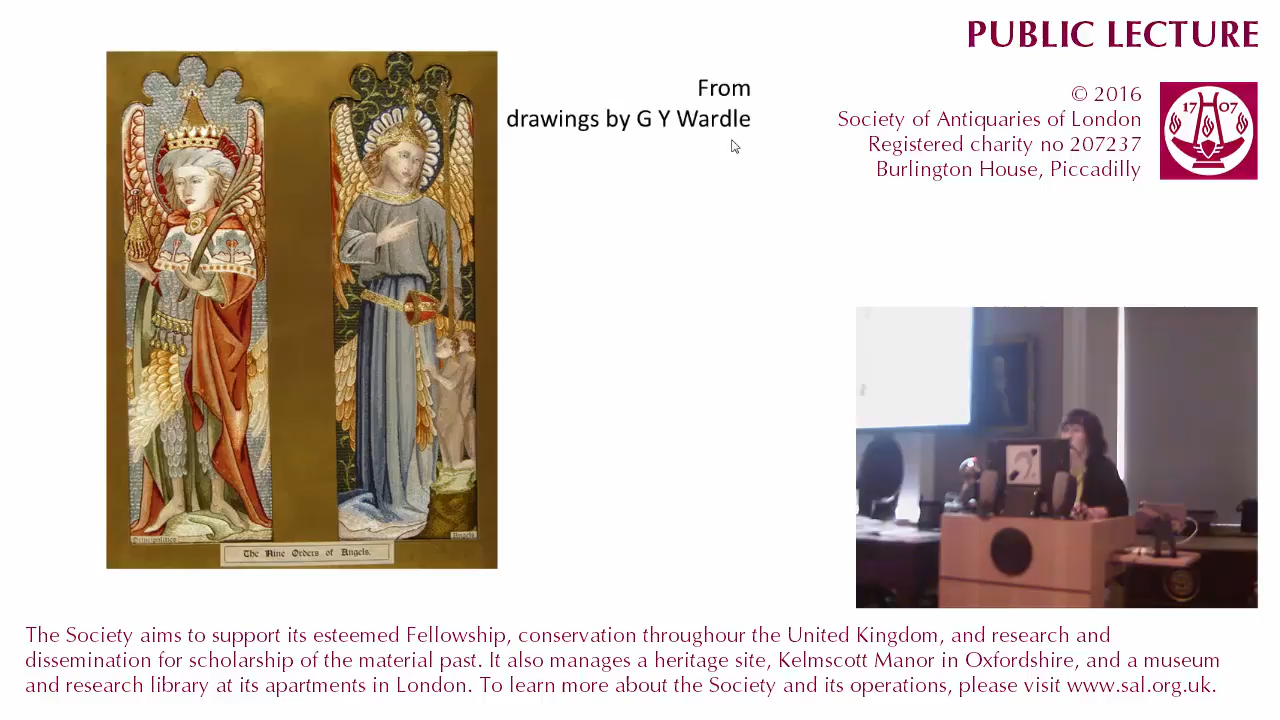 PUBLIC LECTURE
From
drawings by G Y Wardle
© 2016
Society of Antiquaries of London
Registered charity no 207237
Burlington House, Piccadilly
17 07
Principalities
Angels
The Nine Orders of Angels.
The Society aims to support its esteemed Fellowship, conservation throughour the United Kingdom, and research and
dissemination for scholarship of the material past. It also manages a heritage site, Kelmscott Manor in Oxfordshire, and a museum
and research library at its apartments in London. To learn more about the Society and its operations, please visit www.sal.org.uk.